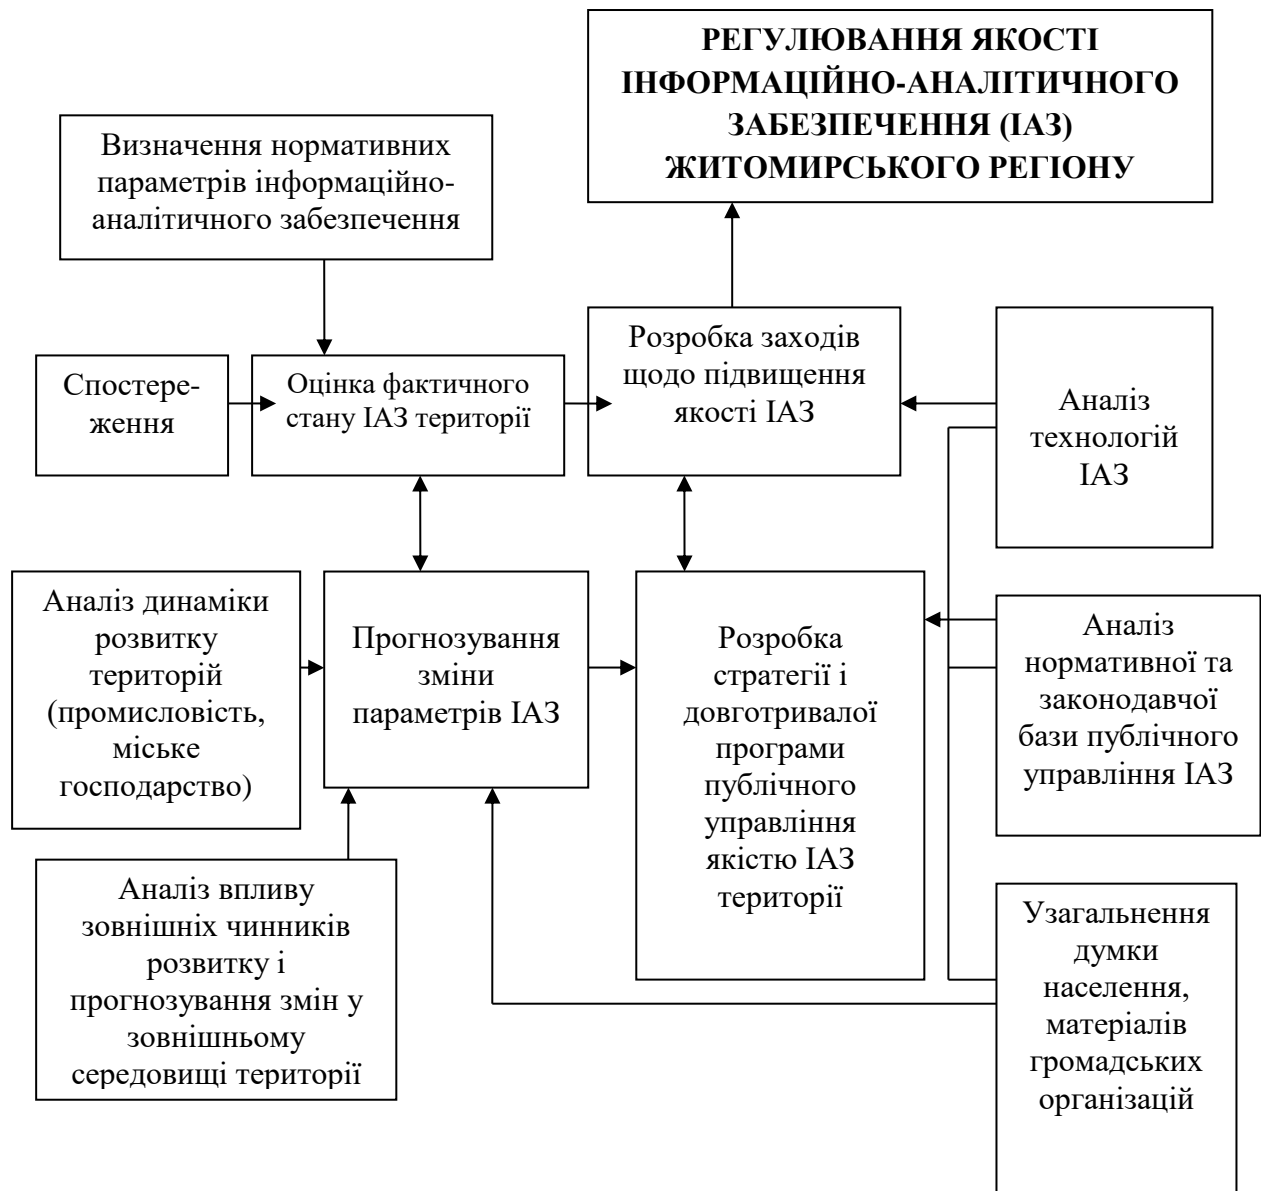 РЕГУЛЮВАННЯ ЯКОСТІ
ІНФОРМАЦІЙНО-АНАЛІТИЧНОГО
ЗАБЕЗПЕЧЕННЯ (ІАЗ)
ЖИТОМИРСЬКОГО РЕГІОНУ
Визначення нормативних
параметрів інформаційно-
аналітичного забезпечення
Спостере-
ження
Оцінка фактичного
стану ІАЗ території
Розробка заходів
щодо підвищення
якості ІАЗ
Аналіз
технологій
ІАЗ
Аналіз динаміки
розвитку
територій
(промисловість,
міське
господарство)
Прогнозування
зміни
параметрів ІАЗ
Розробка
стратегії і
довготривалої
програми
публічного
управління
якістю ІАЗ
території
Аналіз
нормативної та
законодавчої
бази публічного
управління ІАЗ
Аналіз впливу
зовнішніх чинників
розвитку і
прогнозування змін у
зовнішньому
середовищі території
Узагальнення
думки
населення,
матеріалів
громадських
організацій